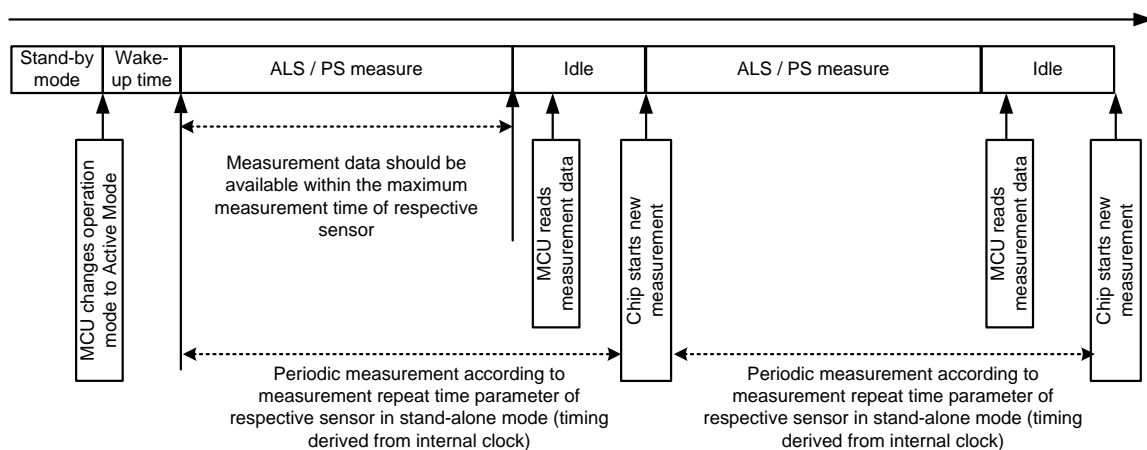 Stand-by
mode
Wake-
up time
ALS / PS measure
Idle
ALS / PS measure
Idle
MCU changes operation
mode to Active Mode
Measurement data should be
available within the maximum
measurement time of respective
sensor
MCU reads
measurement data
Chip starts new
measurement
MCU reads
measurement data
Chip starts new
measurement
Periodic measurement according to
measurement repeat time parameter of
respective sensor in stand-alone mode (timing
derived from internal clock)
Periodic measurement according to
measurement repeat time parameter of
respective sensor in stand-alone mode (timing
derived from internal clock)